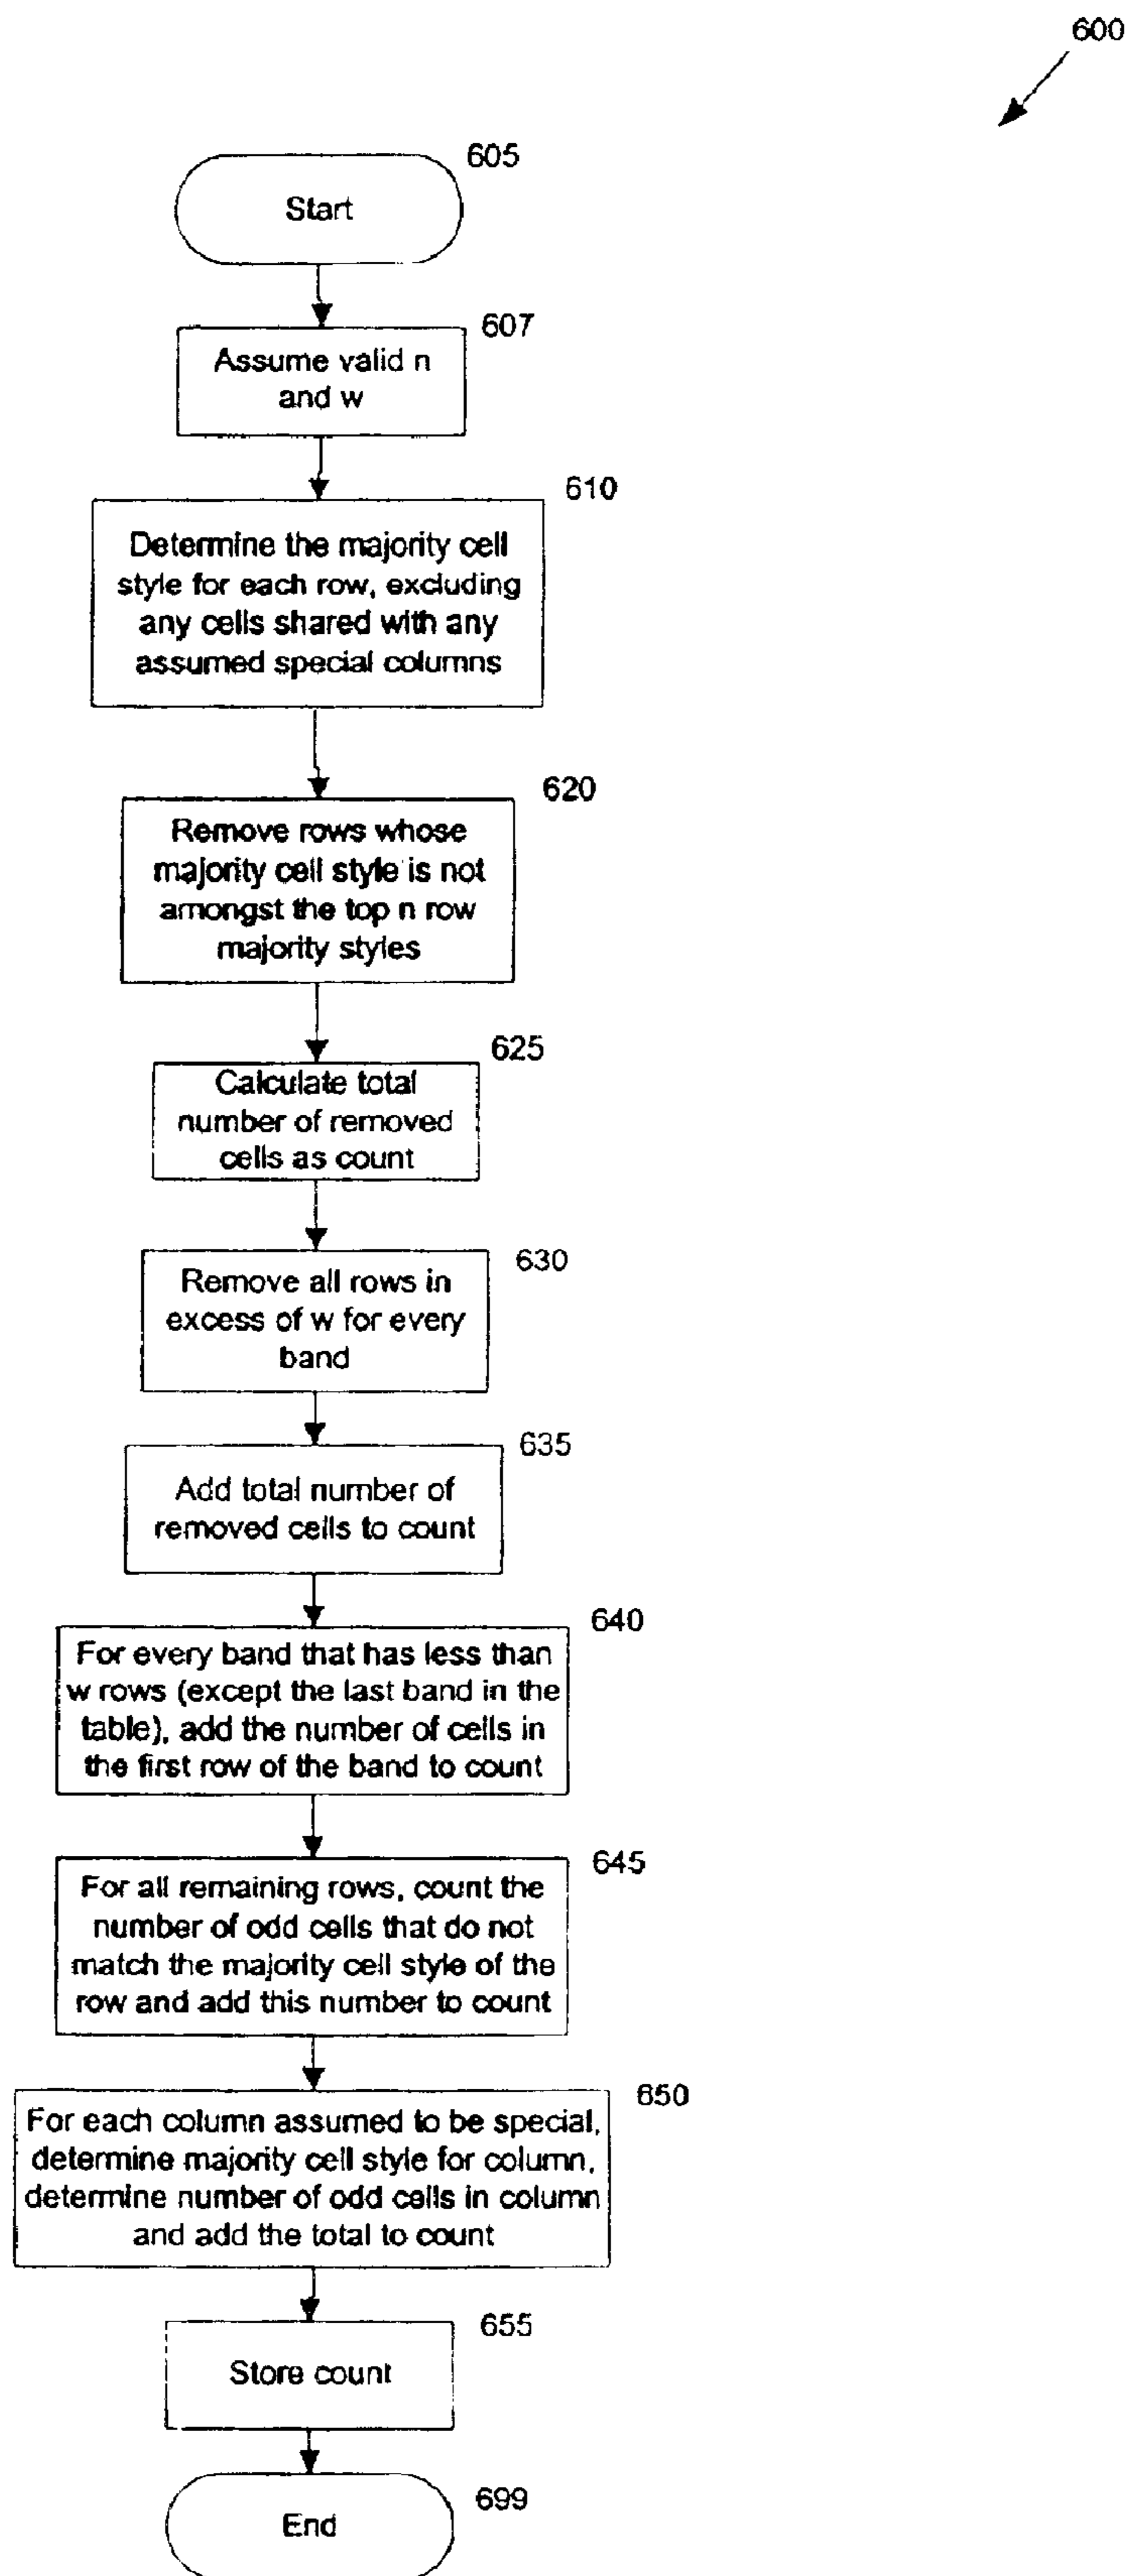 600
605
Start
607
Assume valid n
and w
610
Determine the majority cell
style for each row, excluding
any cells shared with any
assumed special columns
620
Remove rows whose
majority cell style is not
amongst the top n row
majority styles
625
Calculate total
number of removed
cells as count
630
Remove all rows in
excess of w for every
band
635
Add total number of
removed cells to count
640
For every band that has less than
w rows (except the last band in the
table), add the number of cells in
the first row of the band to count
645
For all remaining rows, count the
number of odd cells that do not
match the majority cell style of the
row and add this number to count
650
For each column assumed to be special,
determine majority cell style for column,
determine number of odd cells in column
and add the total to count
655
Store count
699
End